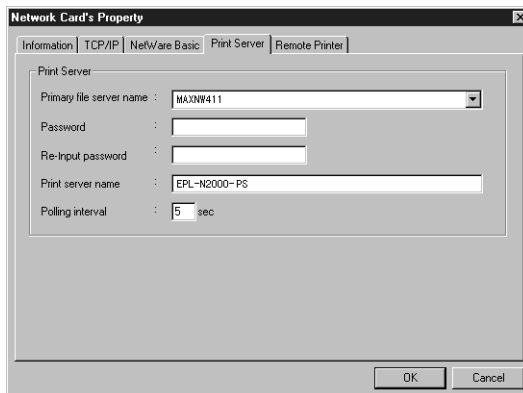 Network Card's Property
Information TCP/IP NetWare Basic Print Server Remote Printer
Print Server
Primary file server name : MAXNW411
Password :
Re-Input password :
Print server name : EPL-N2000-PS
Polling interval : 5 sec
OK Cancel